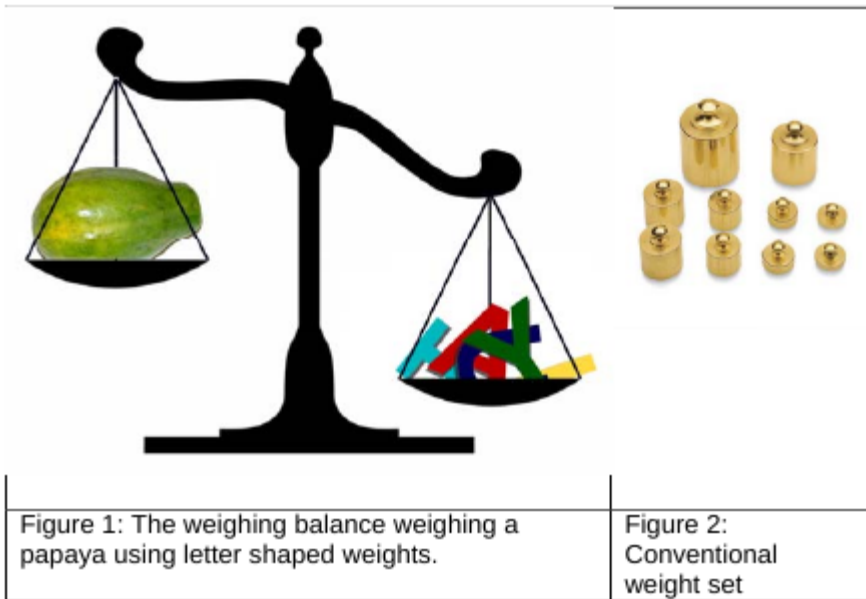 Figure 1: The weighing balance weighing a
papaya using letter shaped weights.
Figure 2:
Conventional
weight set